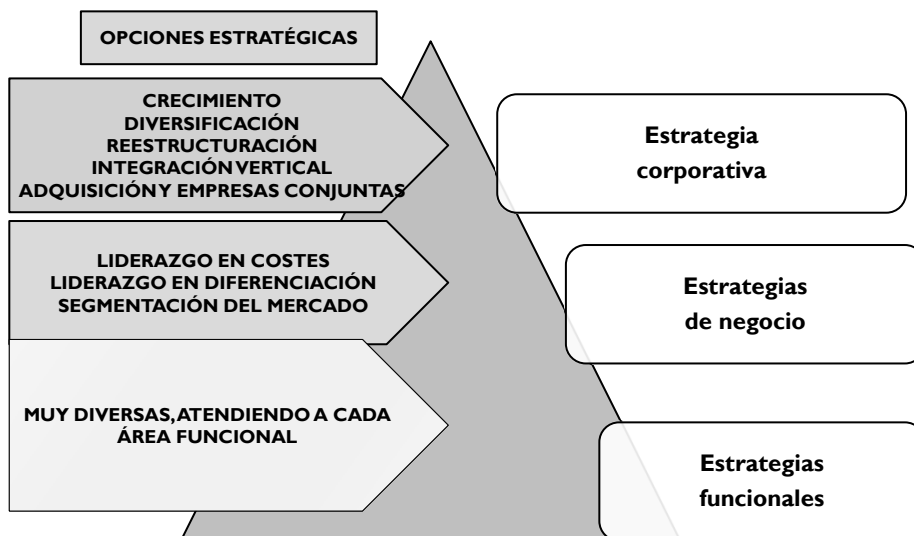 OPCIONES ESTRATÉGICAS
CRECIMIENTO
DIVERSIFICACIÓN
REESTRUCTURACIÓN
INTEGRACIÓN VERTICAL
ADQUISICIÓN Y EMPRESAS CONJUNTAS
Estrategia
corporativa
LIDERAZGO EN COSTES
LIDERAZGO EN DIFERENCIACIÓN
SEGMENTACIÓN DEL MERCADO
Estrategias
de negocio
MUY DIVERSAS, ATENDIENDO A CADA
ÁREA FUNCIONAL
Estrategias
funcionales